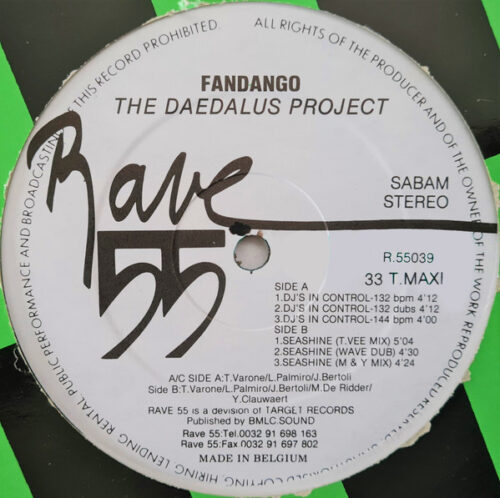 ALL RIGHTS OF THE PRODUCER AND OF THE OWNER OF THE WORK REPRODUCED RESERVED
HIRING LENDING RENTAL PUBLIC PERFORMANCE AND BROADCASTING OF THIS RECORD PROHIBITED.
FANDANGO
THE DAEDALUS PROJECT
Rave
55
SABAM
STEREO
R.55039
33 T.MAXI
SIDE A
1.DJ'S IN CONTROL-132 bpm 4'12
2.DJ'S IN CONTROL-132 dubs 4'12
3.DJ'S IN CONTROL-144 bpm 4'00
SIDE B
1.SEASHINE (T.VEE MIX) 5'04
2.SEASHINE (WAVE DUB) 4'30
3.SEASHINE (M & Y MIX) 4'24
A/C SIDE A:T.Varone/L.Palmiro/J.Bertoli
Side B:T.Varone/L.Palmiro/J.Bertoli/M.De Ridder/
Y.Clauwaert
RAVE 55 is a devision of TARGET RECORDS
Published by BMLC.SOUND
Rave 55:Tel.0032 91 698 163
Rave 55:Fax 0032 91 697 802
MADE IN BELGIUM